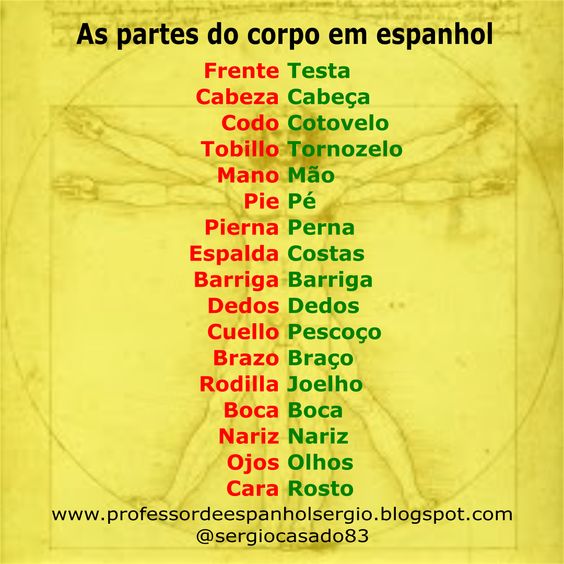 As partes do corpo em espanhol
Frente Testa
Cabeza Cabeça
Codo Cotovelo
Tobillo Tornozelo
Mano Mão
Pie Pé
Pierna Perna
Espalda Costas
Barriga Barriga
Dedos Dedos
Cuello Pescoço
Brazo Braço
Rodilla Joelho
Boca Boca
Nariz Nariz
Ojos Olhos
Cara Rosto
www.professordeespanholsergio.blogspot.com
@sergiocasado83